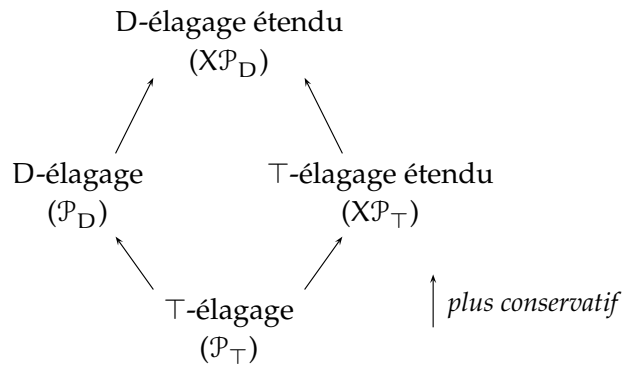 D-élagage étendu
(X𝒫_D)
D-élagage
(𝒫_D)
⊤-élagage étendu
(X𝒫_⊤)
⊤-élagage
(𝒫_⊤)
plus conservatif